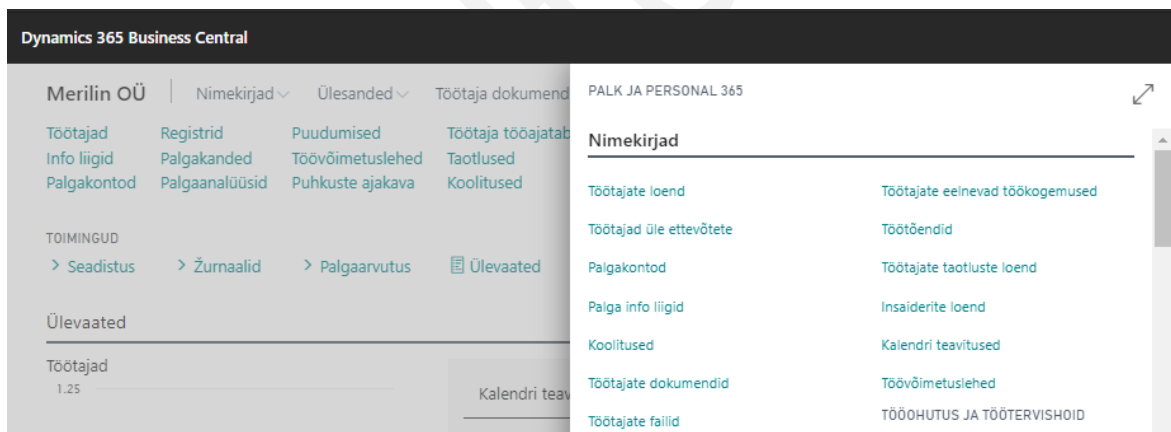 Dynamics 365 Business Central
Merilin OÜ Nimekirjad Ülesanded Töötaja dokumend
Töötajad Registrid Puudumised Töötaja tööajatab
Info liigid Palgakanded Töövõimetuslehed Taotlused
Palgakontod Palgaanalüüsid Puhkuste ajakava Koolitused
TOIMINGUD
> Seadistus > Žurnaalid > Palgaarvutus Ülevaated
Ülevaated
Töötajad
1.25
Kalendri teav
PALK JA PERSONAL 365
Nimekirjad
Töötajate loend Töötajate eelnevad töökogemused
Töötajad üle ettevõtete Töötõendid
Palgakontod Töötajate taotluste loend
Palga info liigid Insaiderite loend
Koolitused Kalendri teavitused
Töötajate dokumendid Töövõimetuslehed
Töötajate failid TÖÖOHUTUS JA TÖÖTERVISHOID